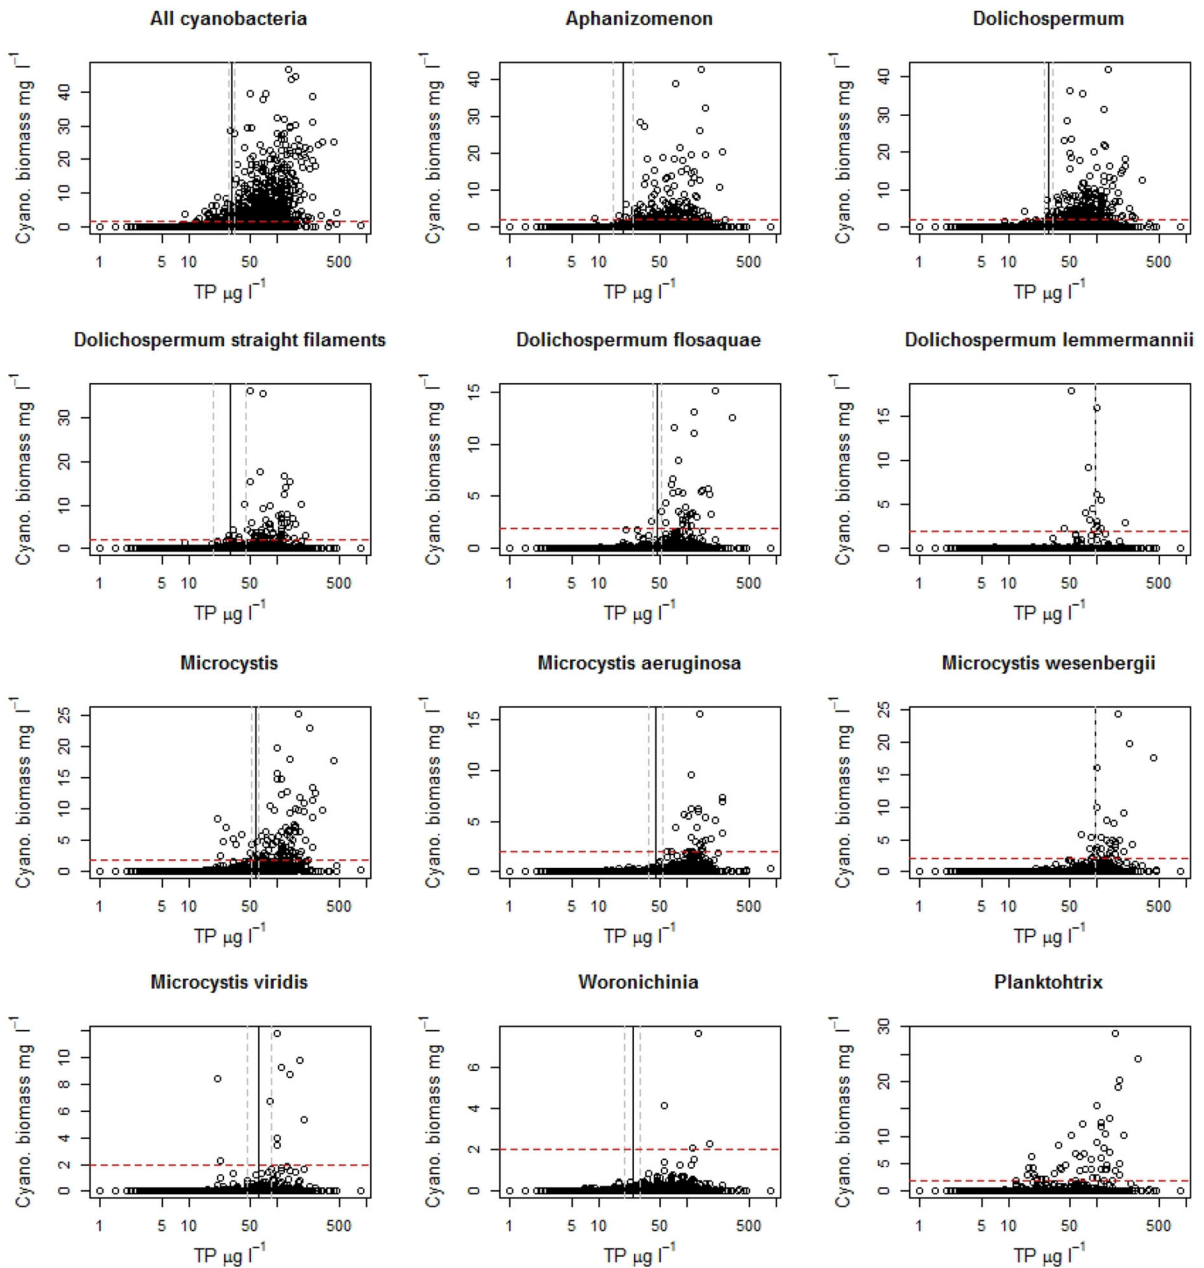 All cyanobacteria
Cyano. biomass mg l⁻¹
40
30
20
10
0
1 5 10 50 500
TP μg l⁻¹
Aphanizomenon
Cyano. biomass mg l⁻¹
40
30
20
10
0
1 5 10 50 500
TP μg l⁻¹
Dolichospermum
Cyano. biomass mg l⁻¹
40
30
20
10
0
1 5 10 50 500
TP μg l⁻¹
Dolichospermum straight filaments
Cyano. biomass mg l⁻¹
30
20
10
0
1 5 10 50 500
TP μg l⁻¹
Dolichospermum flosaquae
Cyano. biomass mg l⁻¹
15
10
5
0
1 5 10 50 500
TP μg l⁻¹
Dolichospermum lemmermannii
Cyano. biomass mg l⁻¹
15
10
5
0
1 5 10 50 500
TP μg l⁻¹
Microcystis
Cyano. biomass mg l⁻¹
25
20
15
10
5
0
1 5 10 50 500
TP μg l⁻¹
Microcystis aeruginosa
Cyano. biomass mg l⁻¹
15
10
5
0
1 5 10 50 500
TP μg l⁻¹
Microcystis wesenbergii
Cyano. biomass mg l⁻¹
25
20
15
10
5
0
1 5 10 50 500
TP μg l⁻¹
Microcystis viridis
Cyano. biomass mg l⁻¹
10
8
6
4
2
0
1 5 10 50 500
TP μg l⁻¹
Woronichinia
Cyano. biomass mg l⁻¹
6
4
2
0
1 5 10 50 500
TP μg l⁻¹
Planktohtrix
Cyano. biomass mg l⁻¹
30
20
15
10
5
0
1 5 10 50 500
TP μg l⁻¹